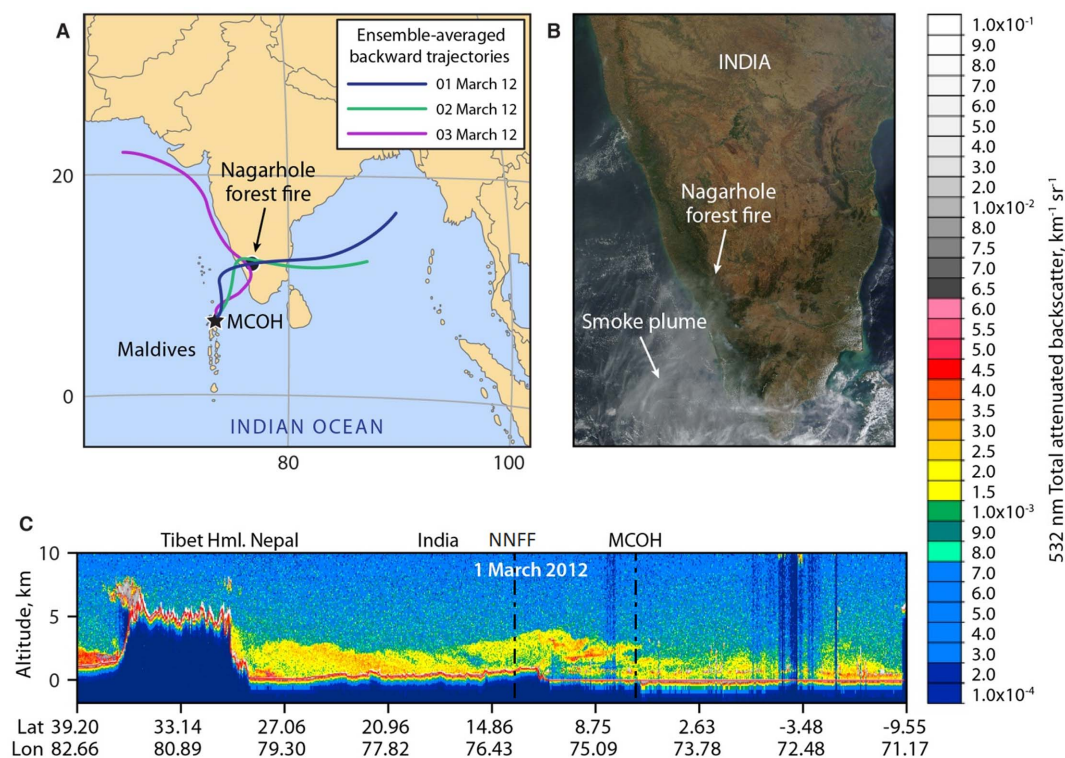 A
Ensemble-averaged
backward trajectories
01 March 12
02 March 12
03 March 12
20
Nagarhole
forest fire
MCOH
Maldives
0
INDIAN OCEAN
80
100
B
INDIA
Nagarhole
forest fire
Smoke plume
1.0x10⁻¹
9.0
8.0
7.0
6.0
5.0
4.0
3.0
2.0
1.0x10⁻²
8.0
7.5
7.0
6.5
6.0
5.5
5.0
4.5
4.0
3.5
3.0
2.5
2.0
1.5
1.0x10⁻³
9.0
8.0
7.0
6.0
5.0
4.0
3.0
2.0
1.0x10⁻⁴
532 nm Total attenuated backscatter, km⁻¹ sr⁻¹
C
Tibet Hml. Nepal India NNFF MCOH
1 March 2012
Altitude, km
10
5
0
Lat 39.20 33.14 27.06 20.96 14.86 8.75 2.63 -3.48 -9.55
Lon 82.66 80.89 79.30 77.82 76.43 75.09 73.78 72.48 71.17